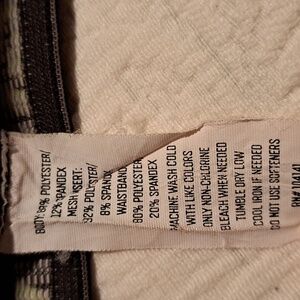 BODY: 88% POLYESTER/
12% SPANDEX
MESH INSERT:
92% POLYESTER/
8% SPANDEX
WAISTBAND:
80% POLYESTER/
20% SPANDEX
MACHINE WASH COLD
WITH LIKE COLORS
ONLY NON-CHLORINE
BLEACH WHEN NEEDED
TUMBLE DRY LOW
COOL IRON IF NEEDED
DO NOT USE SOFTENERS